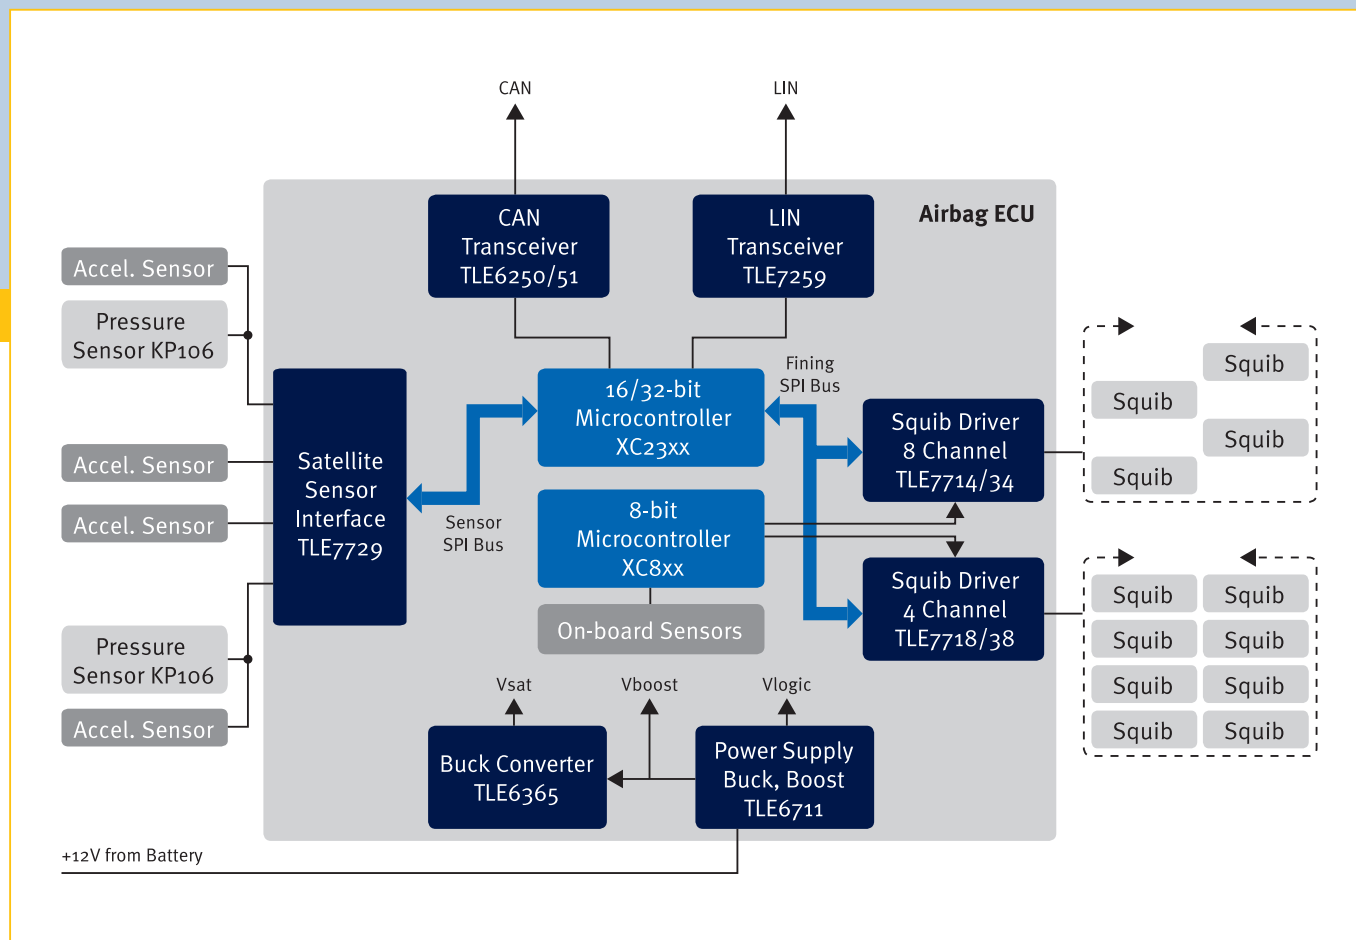 CAN
LIN
Airbag ECU
CAN
Transceiver
TLE6250/51
LIN
Transceiver
TLE7259
Accel. Sensor
Pressure
Sensor KP106
Accel. Sensor
Accel. Sensor
Pressure
Sensor KP106
Accel. Sensor
Satellite
Sensor
Interface
TLE7729
Sensor
SPI Bus
16/32-bit
Microcontroller
XC23xx
8-bit
Microcontroller
XC8xx
On-board Sensors
Fining
SPI Bus
Squib Driver
8 Channel
TLE7714/34
Squib Driver
4 Channel
TLE7718/38
Squib
Squib
Squib
Squib
Squib
Squib
Squib
Squib
Squib
Squib
Squib
Squib
Vsat
Vboost
Vlogic
Buck Converter
TLE6365
Power Supply
Buck, Boost
TLE6711
+12V from Battery